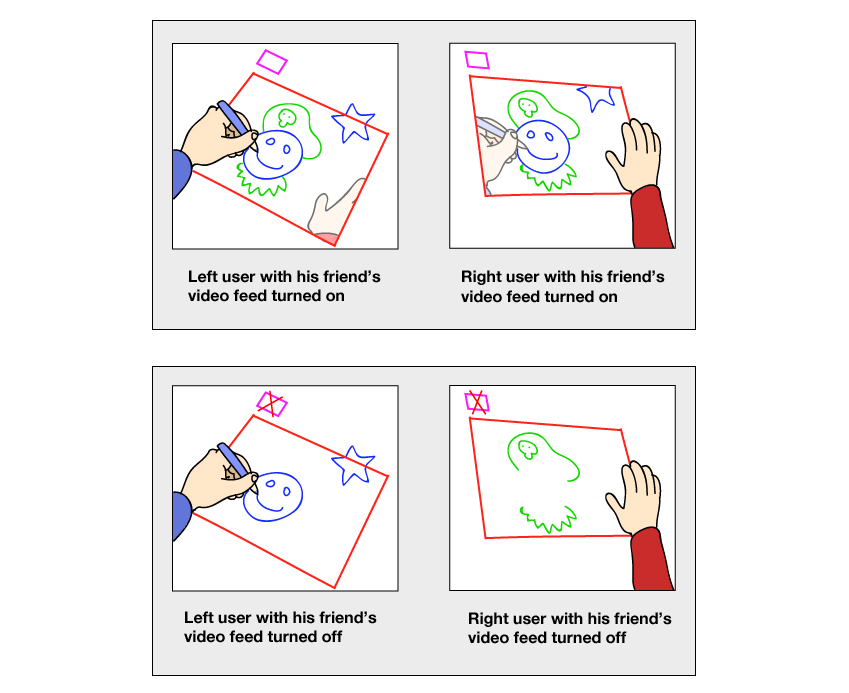 Left user with his friend’s
video feed turned on
Right user with his friend’s
video feed turned on
Left user with his friend’s
video feed turned off
Right user with his friend’s
video feed turned off